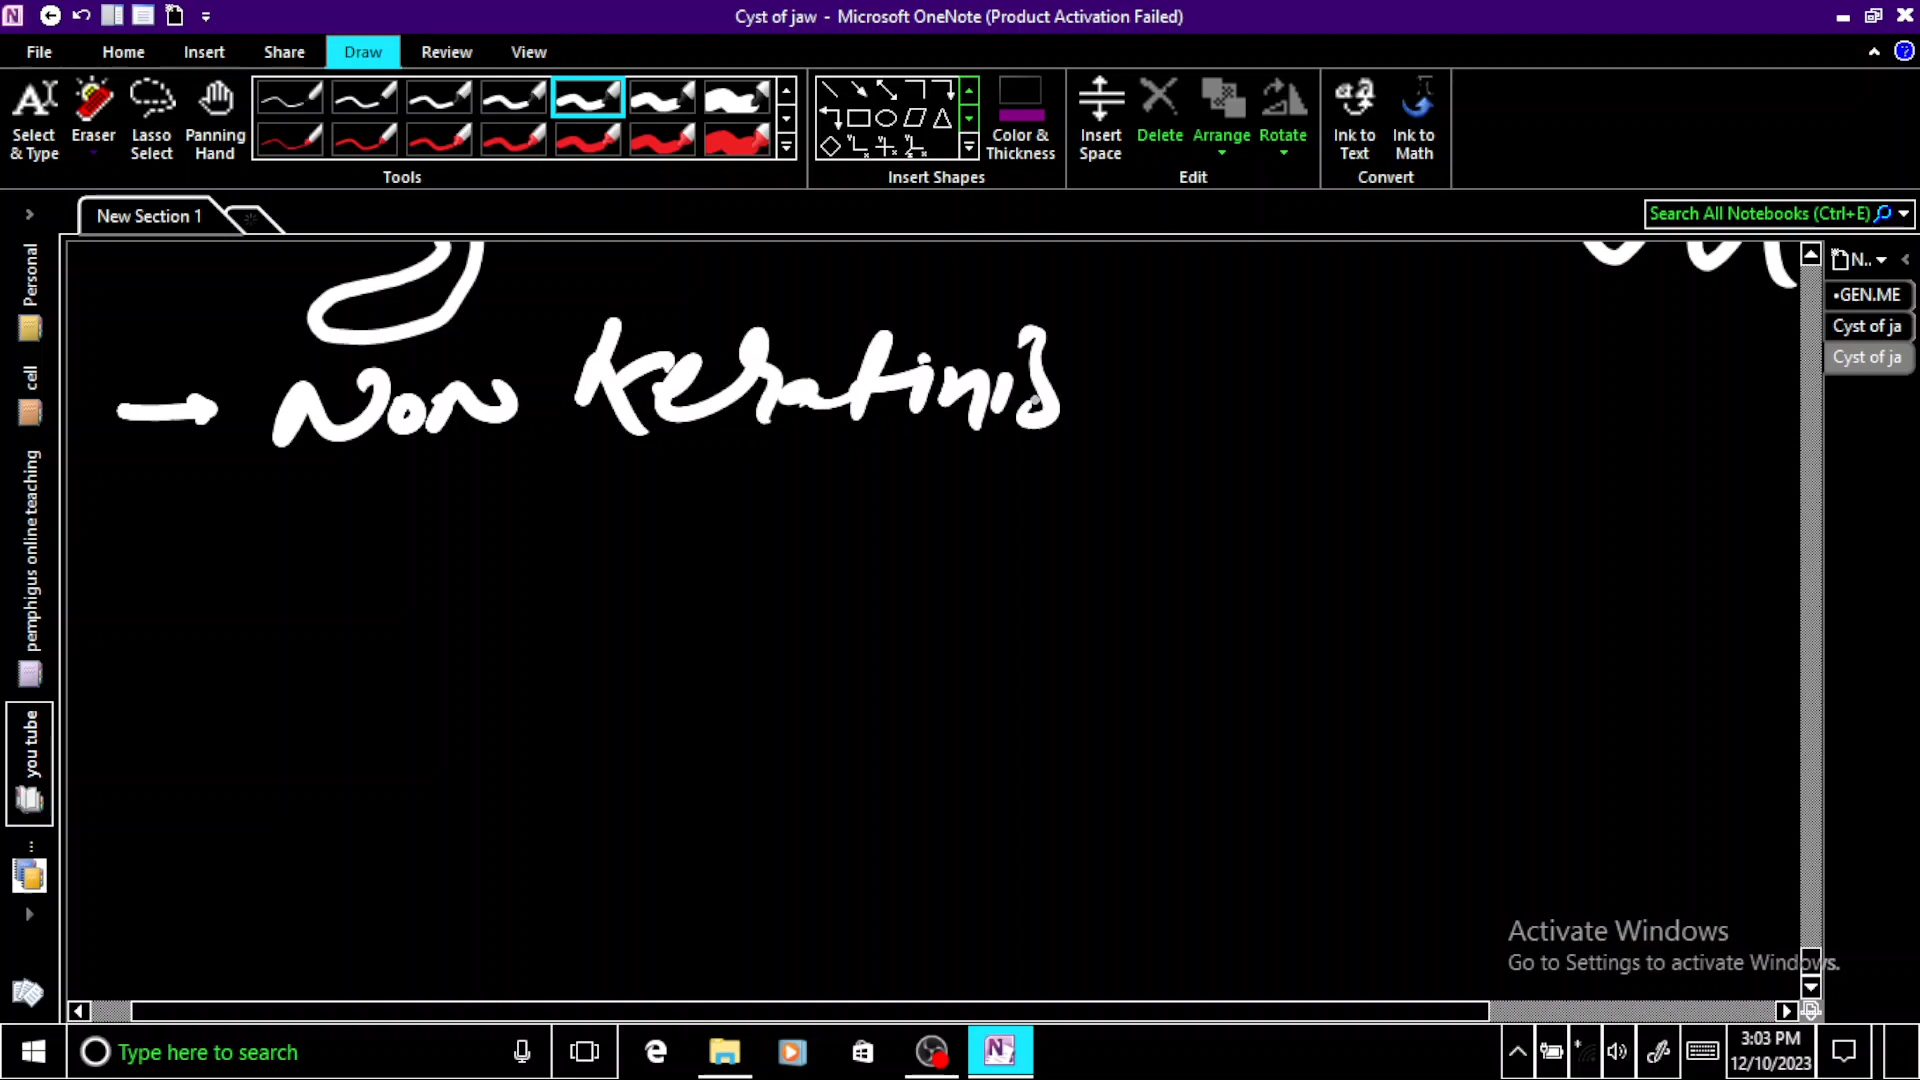 Cyst of jaw - Microsoft OneNote (Product Activation Failed)
File Home Insert Share Draw Review View
Select & Type
Eraser
Lasso Select
Panning Hand
Tools
Insert Shapes
Color & Thickness
Insert Space
Delete
Arrange
Rotate
Edit
Ink to Text
Ink to Math
Convert
New Section 1
Search All Notebooks (Ctrl+E)
Personal
cell
pemphigus online teaching
you tube
N..
•GEN.ME
Cyst of ja
Cyst of ja
→ Non Keratinis
Activate Windows
Go to Settings to activate Windows.
Type here to search
3:03 PM
12/10/2023